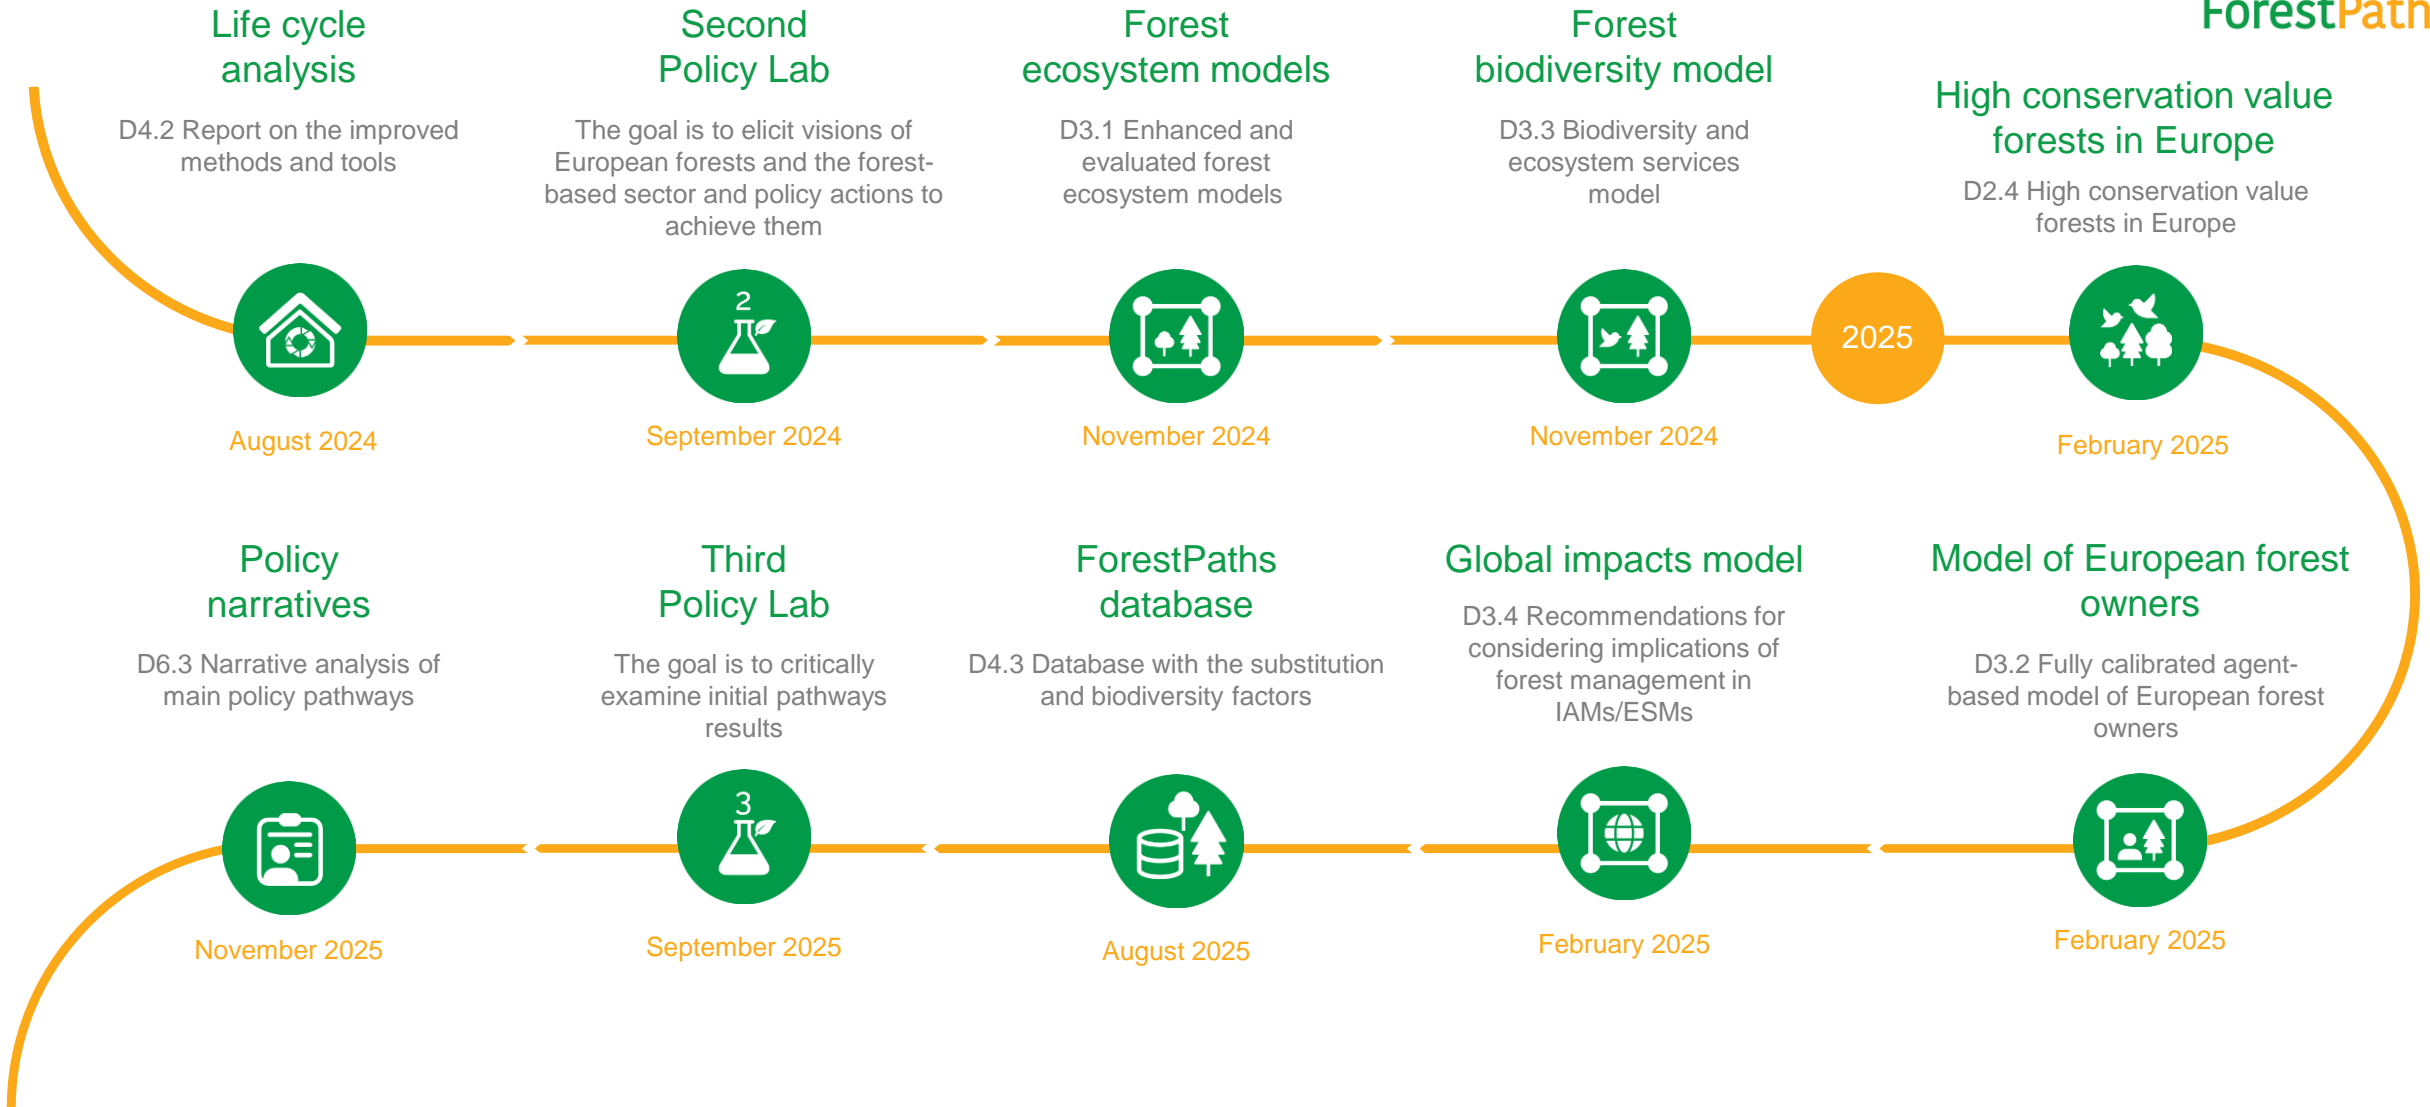 ForestPath
Life cycle
analysis
D4.2 Report on the improved
methods and tools
August 2024
Second
Policy Lab
The goal is to elicit visions of
European forests and the forest-
based sector and policy actions to
achieve them
2
September 2024
Forest
ecosystem models
D3.1 Enhanced and
evaluated forest
ecosystem models
November 2024
Forest
biodiversity model
D3.3 Biodiversity and
ecosystem services
model
November 2024
2025
High conservation value
forests in Europe
D2.4 High conservation value
forests in Europe
February 2025
Model of European forest
owners
D3.2 Fully calibrated agent-
based model of European forest
owners
February 2025
Global impacts model
D3.4 Recommendations for
considering implications of
forest management in
IAMs/ESMs
February 2025
ForestPaths
database
D4.3 Database with the substitution
and biodiversity factors
August 2025
Third
Policy Lab
The goal is to critically
examine initial pathways
results
3
September 2025
Policy
narratives
D6.3 Narrative analysis of
main policy pathways
November 2025